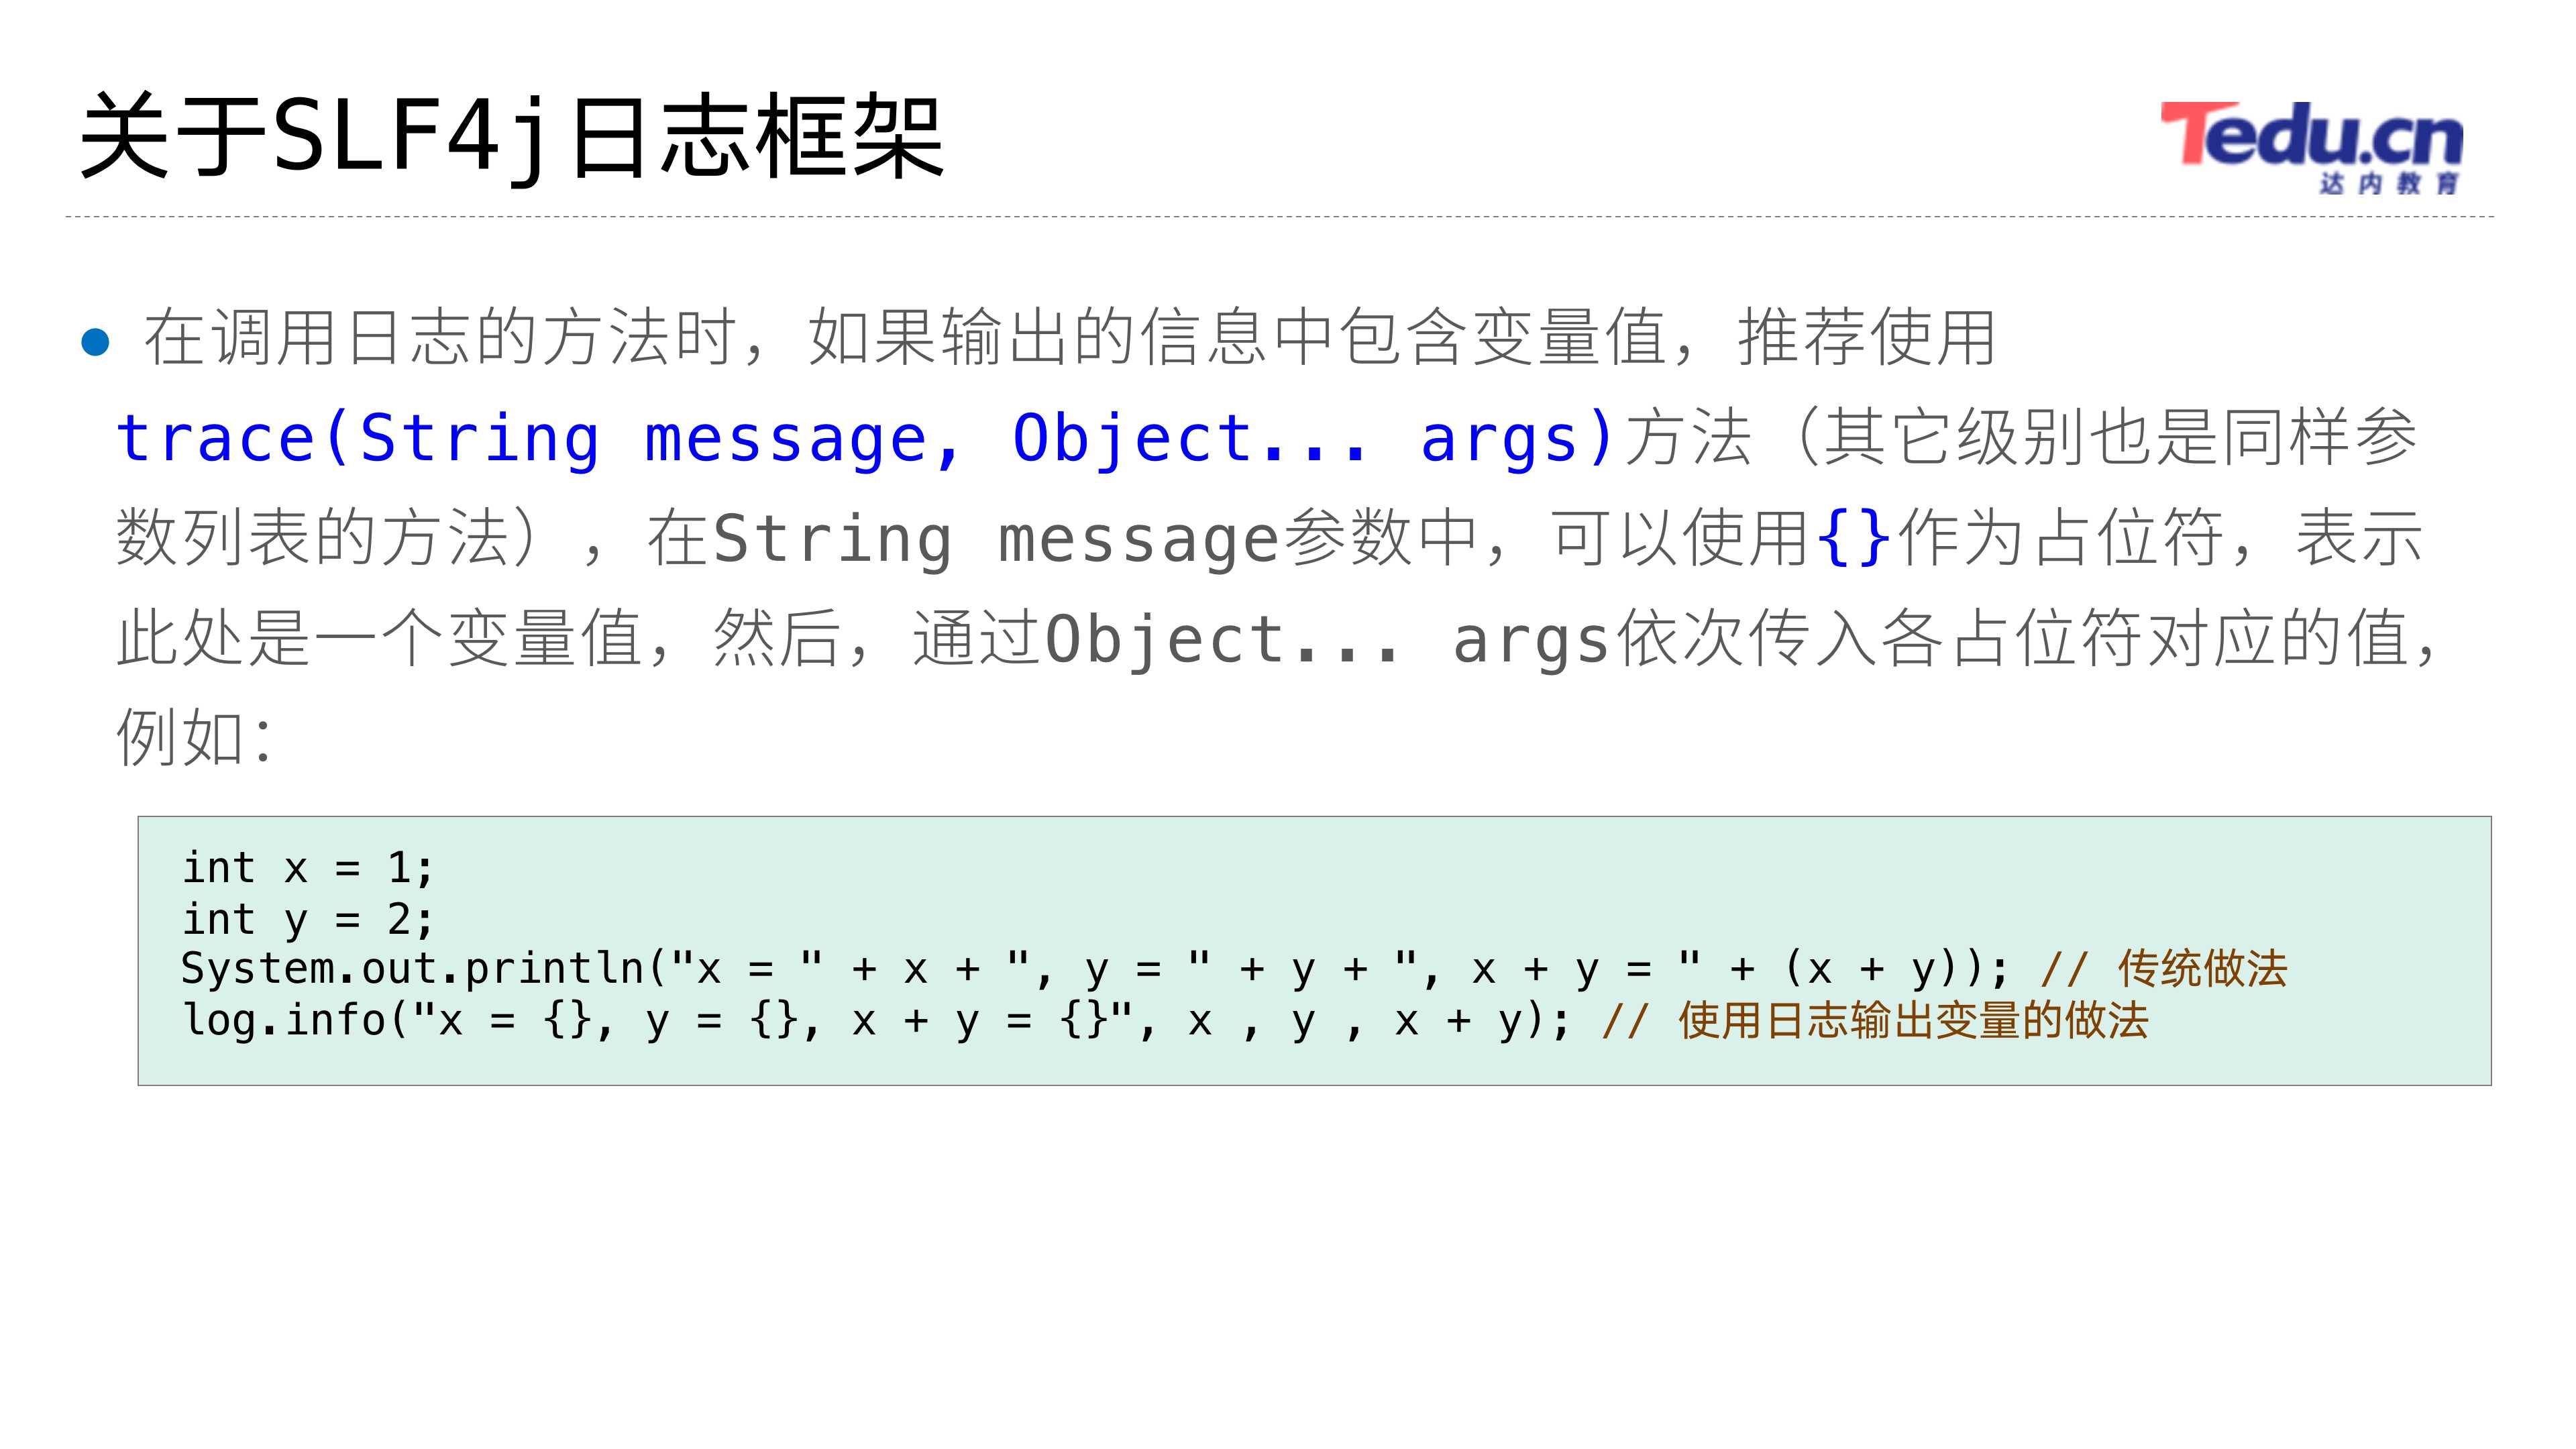 关于SLF4j日志框架
Tedu.cn
达内教育
● 在调用日志的方法时，如果输出的信息中包含变量值，推荐使用
trace(String message, Object... args)方法（其它级别也是同样参
数列表的方法），在String message参数中，可以使用{}作为占位符，表示
此处是一个变量值，然后，通过Object... args依次传入各占位符对应的值，
例如：
int x = 1;
int y = 2;
System.out.println("x = " + x + ", y = " + y + ", x + y = " + (x + y)); // 传统做法
log.info("x = {}, y = {}, x + y = {}", x , y , x + y); // 使用日志输出变量的做法